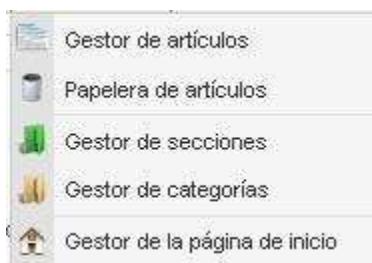 Gestor de artículos
Papelera de artículos
Gestor de secciones
Gestor de categorías
Gestor de la página de inicio